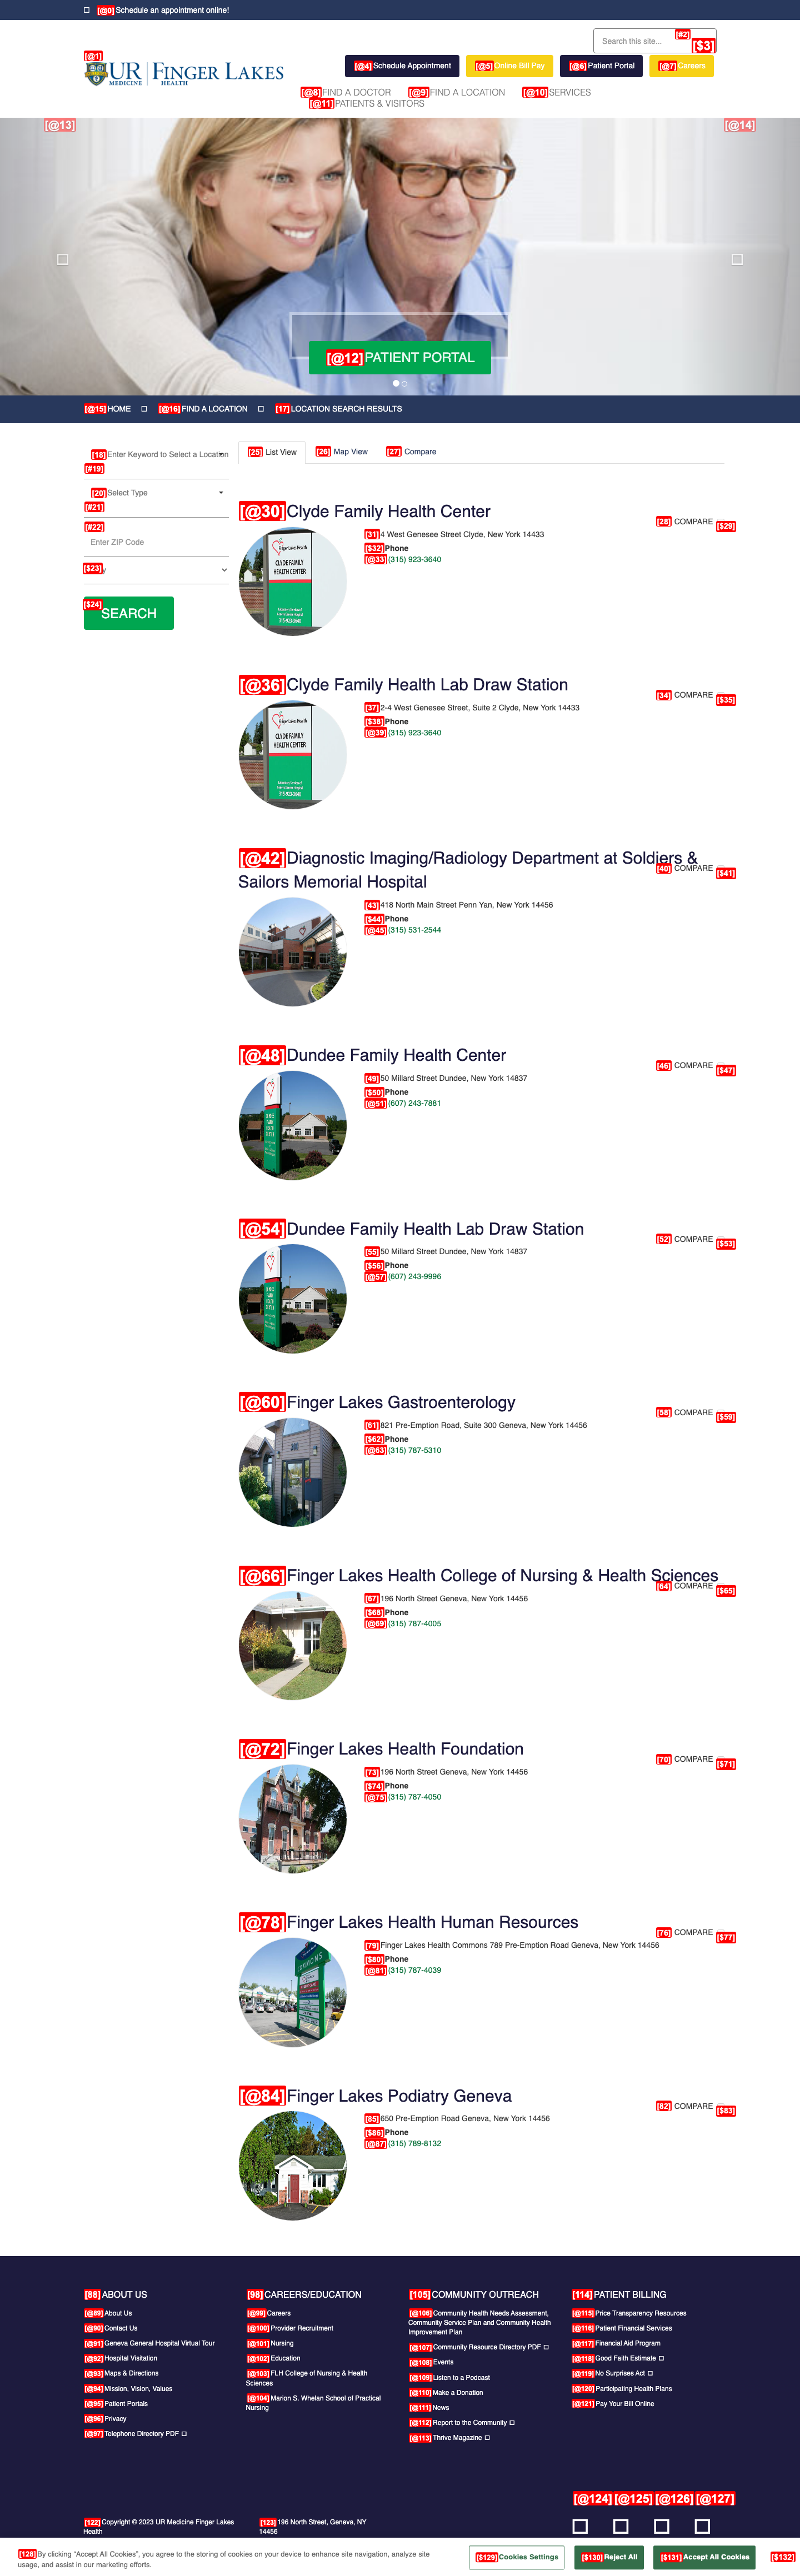 [@0] Schedule an appointment online!
Search this site... [#2] [$3]
[@1] UR MEDICINE | FINGER LAKES HEALTH
[@4] Schedule Appointment [@5] Online Bill Pay [@6] Patient Portal [@7] Careers
[@8] FIND A DOCTOR [@9] FIND A LOCATION [@10] SERVICES
[@11] PATIENTS & VISITORS
[@13] [@14]
[@12] PATIENT PORTAL
[@15] HOME [@16] FIND A LOCATION [17] LOCATION SEARCH RESULTS
[18] Enter Keyword to Select a Location
[#19]
[20] Select Type
[#21]
[#22]
Enter ZIP Code
[$23] y
[$24] SEARCH
[25] List View [26] Map View [27] Compare
[@30] Clyde Family Health Center
[28] COMPARE [$29]
[31] 4 West Genesee Street Clyde, New York 14433
[$32] Phone
[@33] (315) 923-3640
CLYDE FAMILY
HEALTH CENTER
[@36] Clyde Family Health Lab Draw Station
[34] COMPARE [$35]
[37] 2-4 West Genesee Street, Suite 2 Clyde, New York 14433
[$38] Phone
[@39] (315) 923-3640
CLYDE FAMILY
HEALTH CENTER
[@42] Diagnostic Imaging/Radiology Department at Soldiers &
Sailors Memorial Hospital
[40] COMPARE [$41]
[43] 418 North Main Street Penn Yan, New York 14456
[$44] Phone
[@45] (315) 531-2544
[@48] Dundee Family Health Center
[46] COMPARE [$47]
[49] 50 Millard Street Dundee, New York 14837
[$50] Phone
[@51] (607) 243-7881
[@54] Dundee Family Health Lab Draw Station
[52] COMPARE [$53]
[55] 50 Millard Street Dundee, New York 14837
[$56] Phone
[@57] (607) 243-9996
[@60] Finger Lakes Gastroenterology
[58] COMPARE [$59]
[61] 821 Pre-Emption Road, Suite 300 Geneva, New York 14456
[$62] Phone
[@63] (315) 787-5310
[@66] Finger Lakes Health College of Nursing & Health Sciences
[64] COMPARE [$65]
[67] 196 North Street Geneva, New York 14456
[$68] Phone
[@69] (315) 787-4005
[@72] Finger Lakes Health Foundation
[70] COMPARE [$71]
[73] 196 North Street Geneva, New York 14456
[$74] Phone
[@75] (315) 787-4050
[@78] Finger Lakes Health Human Resources
[76] COMPARE [$77]
[79] Finger Lakes Health Commons 789 Pre-Emption Road Geneva, New York 14456
[$80] Phone
[@81] (315) 787-4039
[@84] Finger Lakes Podiatry Geneva
[82] COMPARE [$83]
[85] 650 Pre-Emption Road Geneva, New York 14456
[$86] Phone
[@87] (315) 789-8132
[88] ABOUT US
[@89] About Us
[@90] Contact Us
[@91] Geneva General Hospital Virtual Tour
[@92] Hospital Visitation
[@93] Maps & Directions
[@94] Mission, Vision, Values
[@95] Patient Portals
[@96] Privacy
[@97] Telephone Directory PDF
[98] CAREERS/EDUCATION
[@99] Careers
[@100] Provider Recruitment
[@101] Nursing
[@102] Education
[@103] FLH College of Nursing & Health
Sciences
[@104] Marion S. Whelan School of Practical
Nursing
[105] COMMUNITY OUTREACH
[@106] Community Health Needs Assessment,
Community Service Plan and Community Health
Improvement Plan
[@107] Community Resource Directory PDF
[@108] Events
[@109] Listen to a Podcast
[@110] Make a Donation
[@111] News
[@112] Report to the Community
[@113] Thrive Magazine
[114] PATIENT BILLING
[@115] Price Transparency Resources
[@116] Patient Financial Services
[@117] Financial Aid Program
[@118] Good Faith Estimate
[@119] No Surprises Act
[@120] Participating Health Plans
[@121] Pay Your Bill Online
[@124] [@125] [@126] [@127]
[122] Copyright © 2023 UR Medicine Finger Lakes
Health
[123] 196 North Street, Geneva, NY
14456
[128] By clicking "Accept All Cookies", you agree to the storing of cookies on your device to enhance site navigation, analyze site
usage, and assist in our marketing efforts.
[$129] Cookies Settings [$130] Reject All [$131] Accept All Cookies [$132]